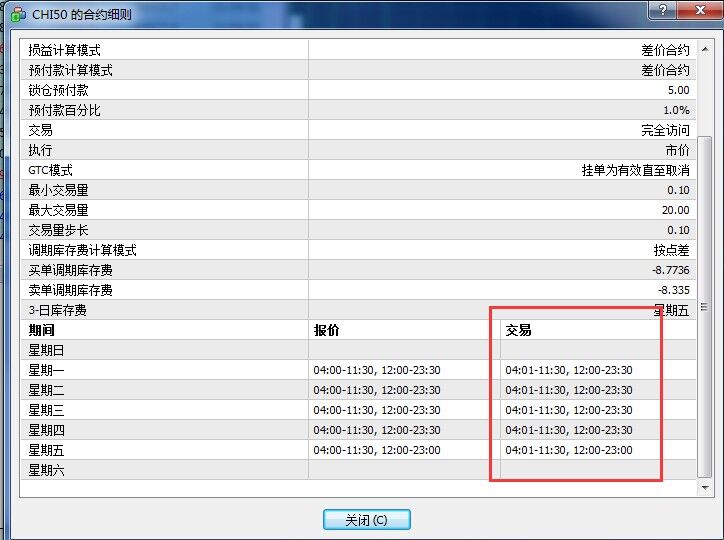 CHI50 的合约细则
损益计算模式 差价合约
预付款计算模式 差价合约
锁仓预付款 5.00
预付款百分比 1.0%
交易 完全访问
执行 市价
GTC模式 挂单为有效直至取消
最小交易量 0.10
最大交易量 20.00
交易量步长 0.10
调期库存费计算模式 按点差
买单调期库存费 -8.7736
卖单调期库存费 -8.335
3-日库存费 星期五
期间 报价 交易
星期日
星期一 04:00-11:30, 12:00-23:30 04:01-11:30, 12:00-23:30
星期二 04:00-11:30, 12:00-23:30 04:01-11:30, 12:00-23:30
星期三 04:00-11:30, 12:00-23:30 04:01-11:30, 12:00-23:30
星期四 04:00-11:30, 12:00-23:30 04:01-11:30, 12:00-23:30
星期五 04:00-11:30, 12:00-23:00 04:01-11:30, 12:00-23:00
星期六
关闭(C)